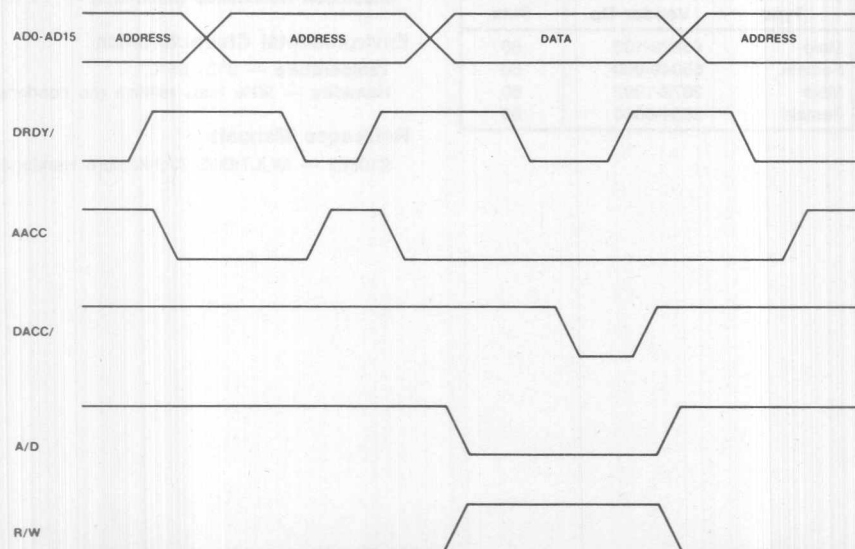 AD0-AD15 ADDRESS ADDRESS DATA ADDRESS
DRDY/
AACC
DACC/
A/D
R/W